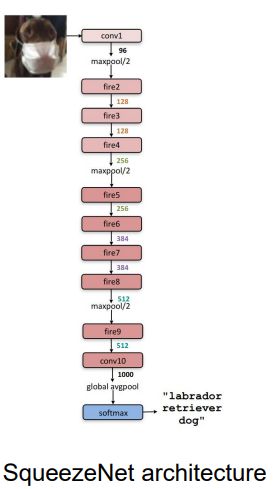 conv1
96
maxpool/2
fire2
128
fire3
128
fire4
256
maxpool/2
fire5
256
fire6
384
fire7
384
fire8
512
maxpool/2
fire9
512
conv10
1000
global avgpool
softmax
"labrador
retriever
dog"
SqueezeNet architecture